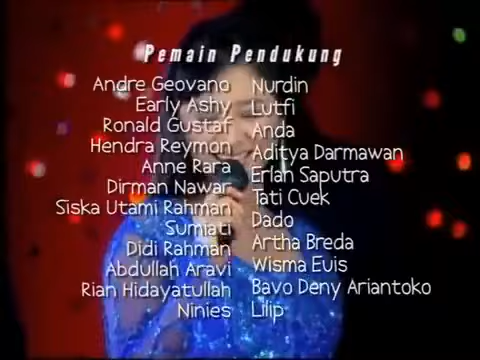 Pemain Pendukung
Andre Geovano
Early Ashy
Ronald Gustaf
Hendra Reymon
Anne Rara
Dirman Nawar
Siska Utami Rahman
Sumiati
Didi Rahman
Abdullah Aravi
Rian Hidayatullah
Ninies
Nurdin
Lutfi
Anda
Aditya Darmawan
Erlah Saputra
Tati Cuek
Dado
Artha Breda
Wisma Euis
Bavo Deny Ariantoko
Lilip